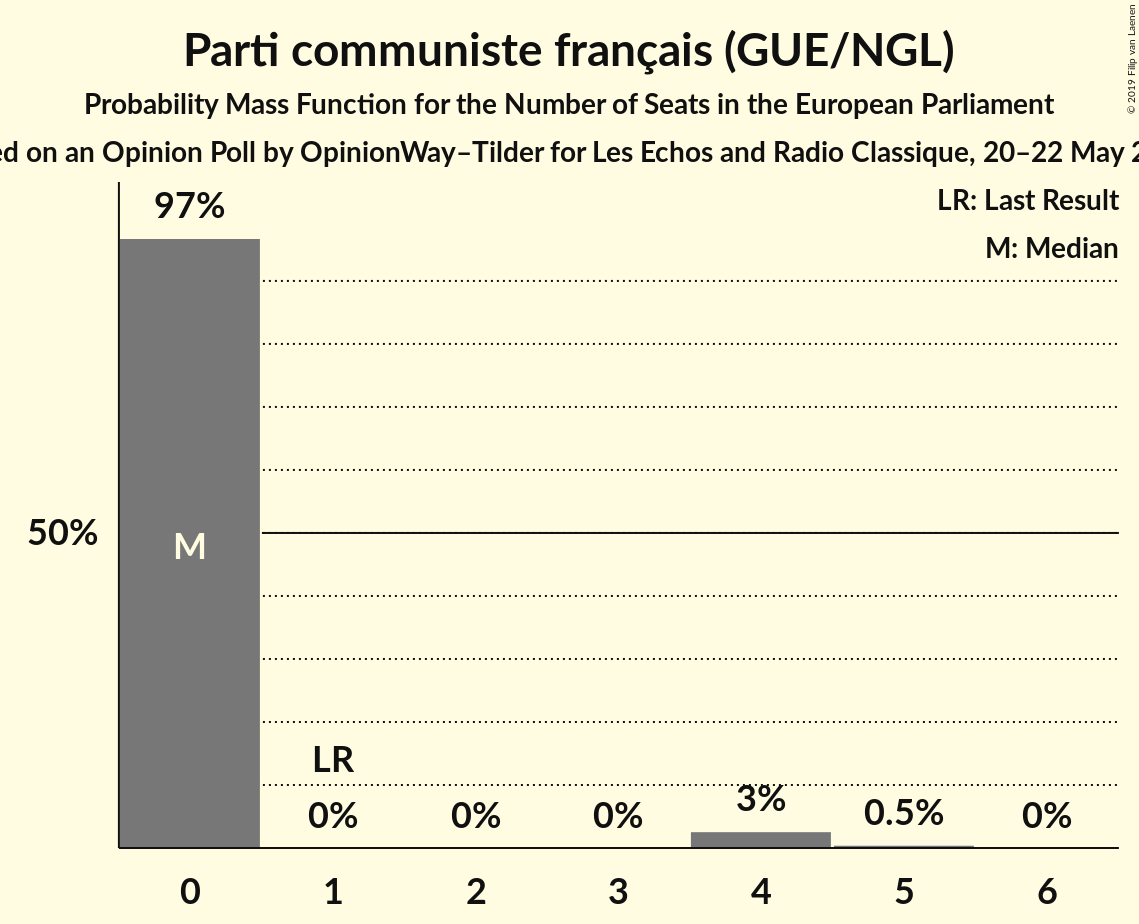 Parti communiste français (GUE/NGL)
Probability Mass Function for the Number of Seats in the European Parliament
on an Opinion Poll by OpinionWay–Tilder for Les Echos and Radio Classique, 20–22 May
© 2019 Filip van Laenen
LR: Last Result
M: Median
97%
50%
M
LR
0%
0%
0%
3%
0.5%
0%
0
1
2
3
4
5
6